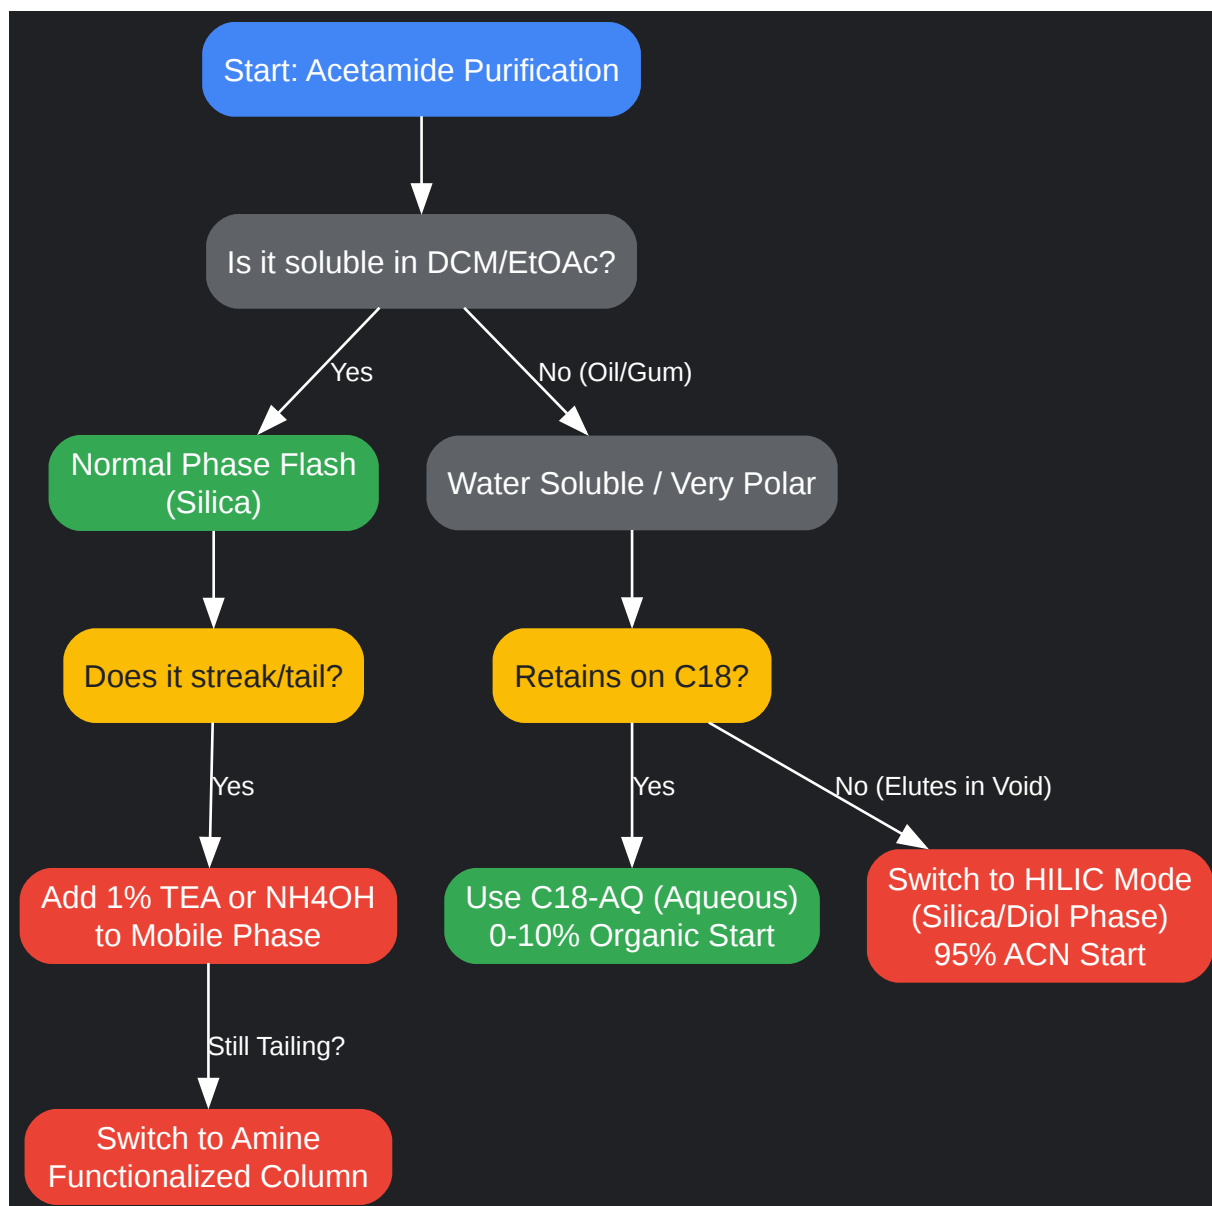 Start: Acetamide Purification
Is it soluble in DCM/EtOAc?
Yes
No (Oil/Gum)
Normal Phase Flash
(Silica)
Water Soluble / Very Polar
Does it streak/tail?
Retains on C18?
Yes
Yes
No (Elutes in Void)
Add 1% TEA or NH4OH
to Mobile Phase
Use C18-AQ (Aqueous)
0-10% Organic Start
Switch to HILIC Mode
(Silica/Diol Phase)
95% ACN Start
Still Tailing?
Switch to Amine
Functionalized Column